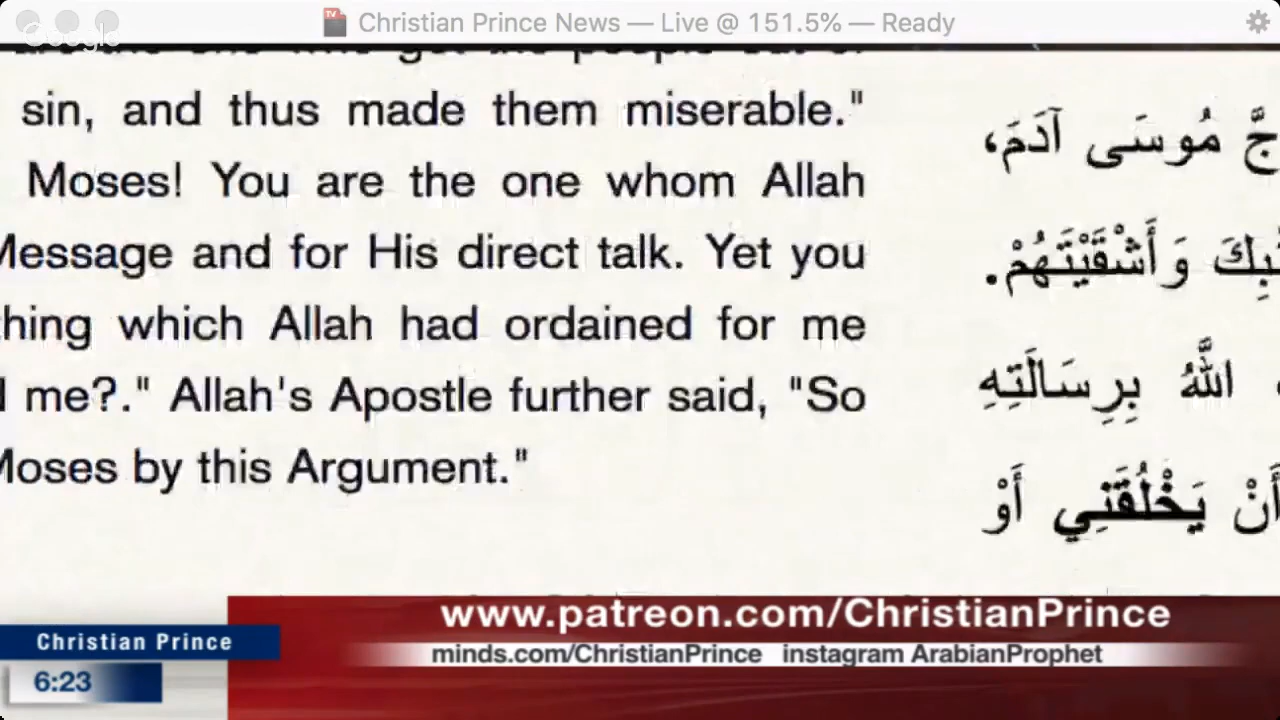 Christian Prince News — Live @ 151.5% — Ready
Google
sin, and thus made them miserable."
Moses! You are the one whom Allah
Message and for His direct talk. Yet you
thing which Allah had ordained for me
me?." Allah's Apostle further said, "So
Moses by this Argument."
مُوسَى آدَمَ،
وَ أَشْقَيْتَهُمْ.
اللَّهُ بِرِسَالَتِهِ
أَنْ يَخْلُقَنِي أَوْ
www.patreon.com/ChristianPrince
minds.com/ChristianPrince instagram ArabianProphet
Christian Prince
6:23